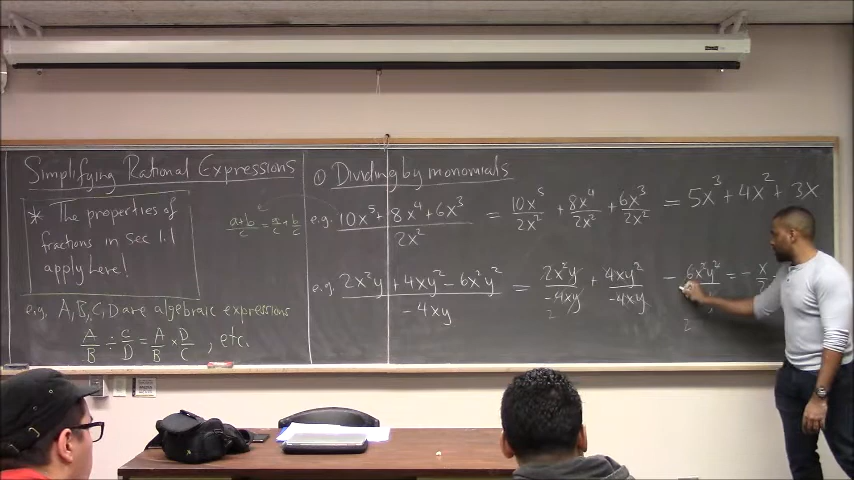 Simplifying Rational Expressions
* The properties of
fractions in Sec 1.1
apply here!
e.g. A,B,C,D are algebraic expressions
A/B ÷ C/D = A/B × D/C , etc.
(a+b)/c = a/c + b/c
o Dividing by monomials
e.g. (10x⁵ + 8x⁴ + 6x³)/(2x²) = 10x⁵/2x² + 8x⁴/2x² + 6x³/2x² = 5x³ + 4x² + 3x
e.g. (2x²y + 4xy² - 6x²y²)/(-4xy) = 2x²y/-4xy + 4xy²/-4xy - 6x²y² = - x
2
2